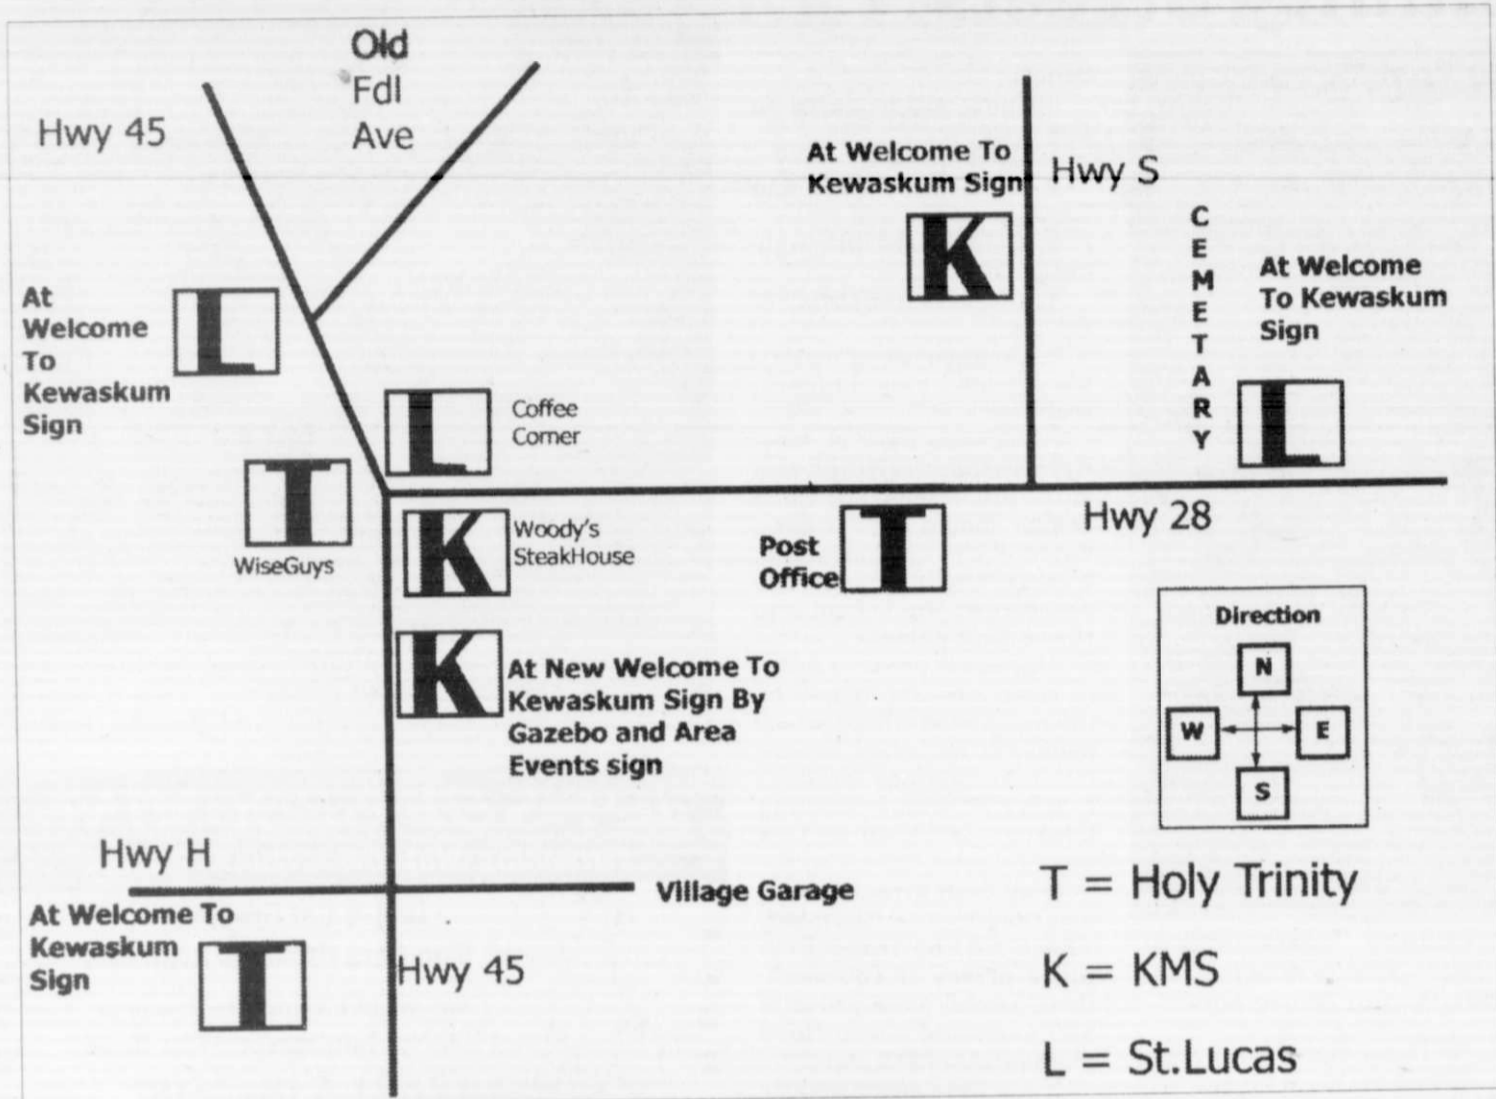 Old
Fdl
Ave
Hwy 45
At Welcome To
Kewaskum Sign
K
Hwy S
C
E
M
E
T
A
R
Y
At Welcome
To Kewaskum
Sign
L
At
Welcome
To
Kewaskum
Sign
L
L
Coffee
Corner
T
WiseGuys
K
Woody's
SteakHouse
Post
Office
T
Hwy 28
K
At New Welcome To
Kewaskum Sign By
Gazebo and Area
Events sign
Direction
N
W
E
S
Hwy H
Village Garage
At Welcome To
Kewaskum
Sign
T
Hwy 45
T = Holy Trinity
K = KMS
L = St.Lucas